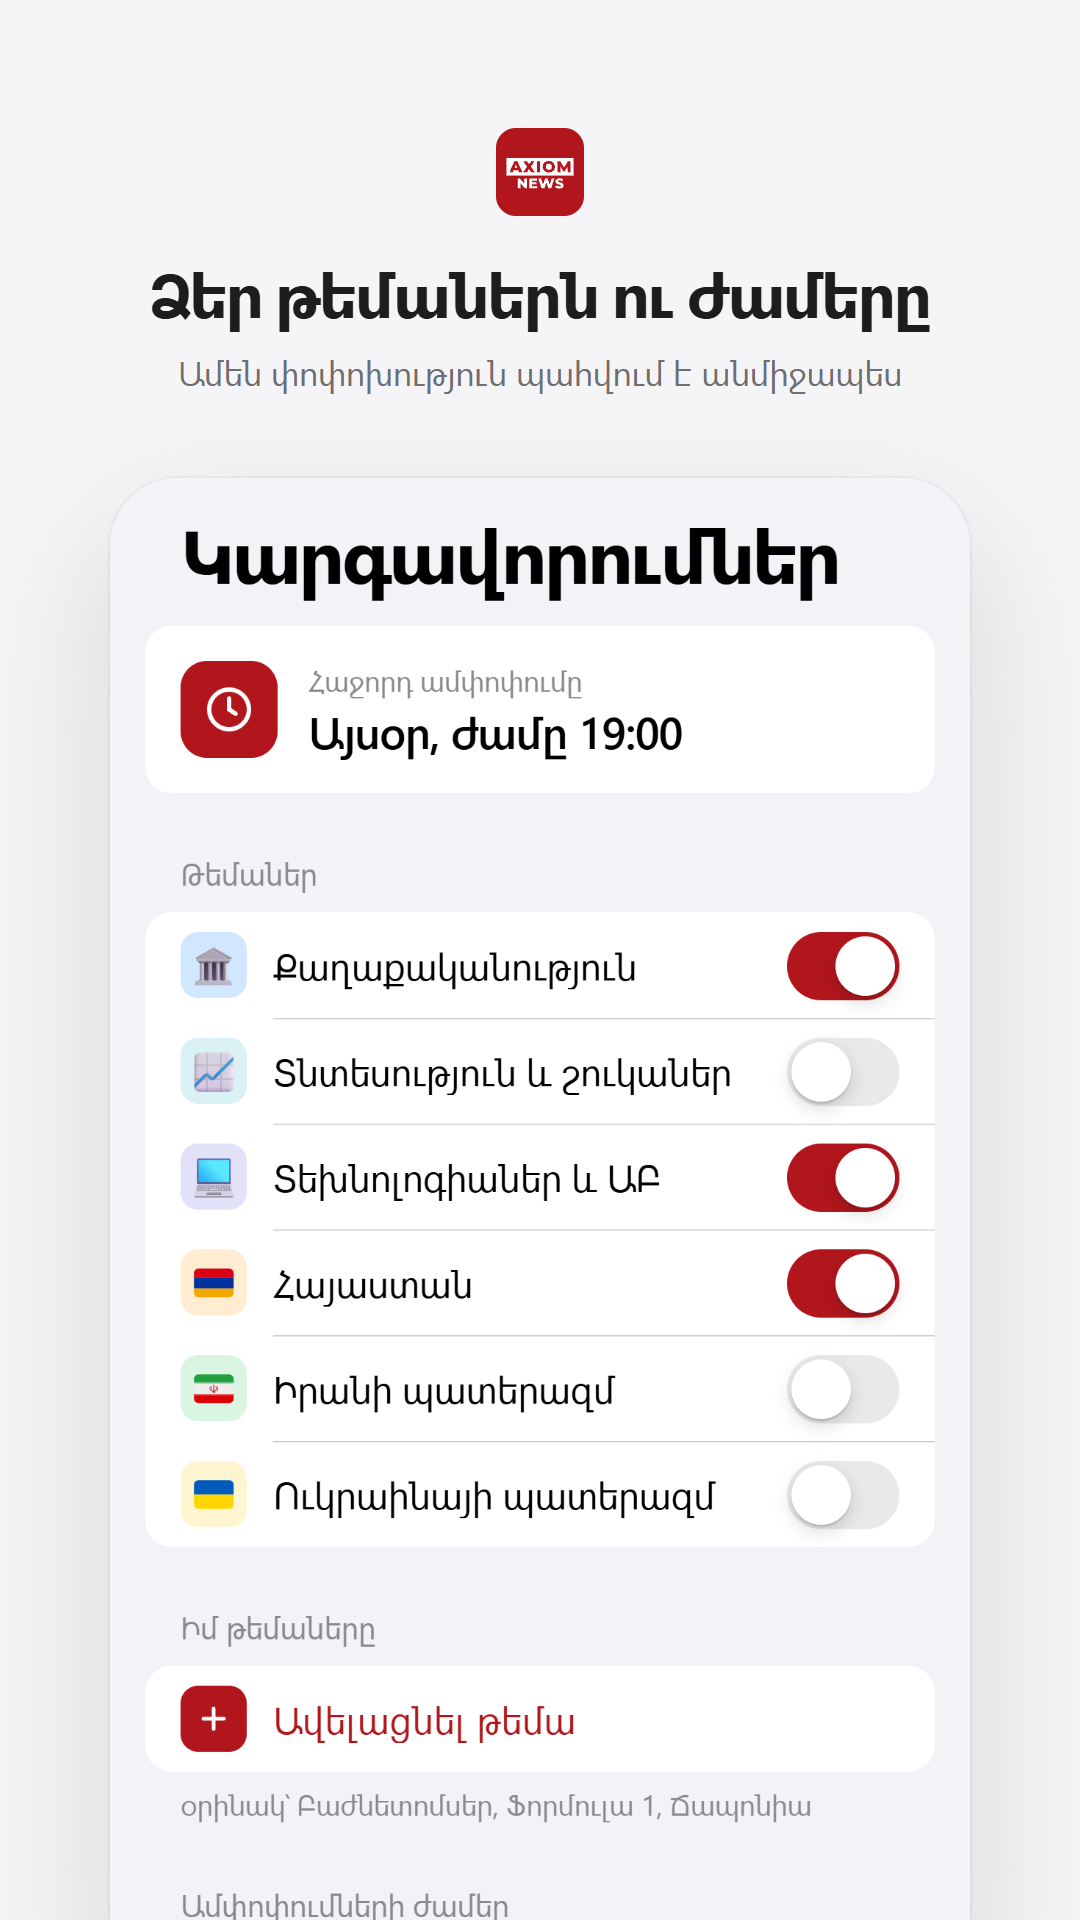 AXIOM
NEWS
Ձեր թեմաներն ու ժամերը
Ամեն փոփոխություն պահվում է անմիջապես
Կարգավորումներ
Հաջորդ ամփոփումը
Այսօր, ժամը 19:00
Թեմաներ
Քաղաքականություն
Տնտեսություն և շուկաներ
Տեխնոլոգիաներ և ԱԲ
Հայաստան
Իրանի պատերազմ
Ուկրաինայի պատերազմ
Իմ թեմաները
Ավելացնել թեմա
օրինակ՝ Բաժնետոմսեր, Ֆորմուլա 1, Ճապոնիա
Ամփոփումների ժամեր